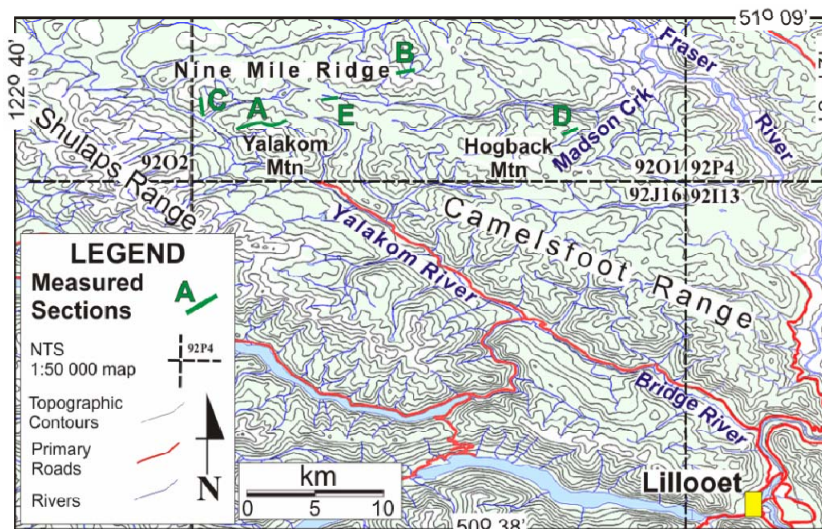 51° 09'
122° 40'
Nine Mile Ridge
B
C
A
E
D
Fraser
River
Madson Crk
Yalakom
Mtn
Hogback
Mtn
Shulaps Range
92O2
92O1
92P4
92J16
92I13
Camelsfoot Range
Yalakom River
Bridge River
Lillooet
LEGEND
Measured
Sections
A
NTS
1:50 000 map
92P4
Topographic
Contours
Primary
Roads
Rivers
N
km
0 5 10